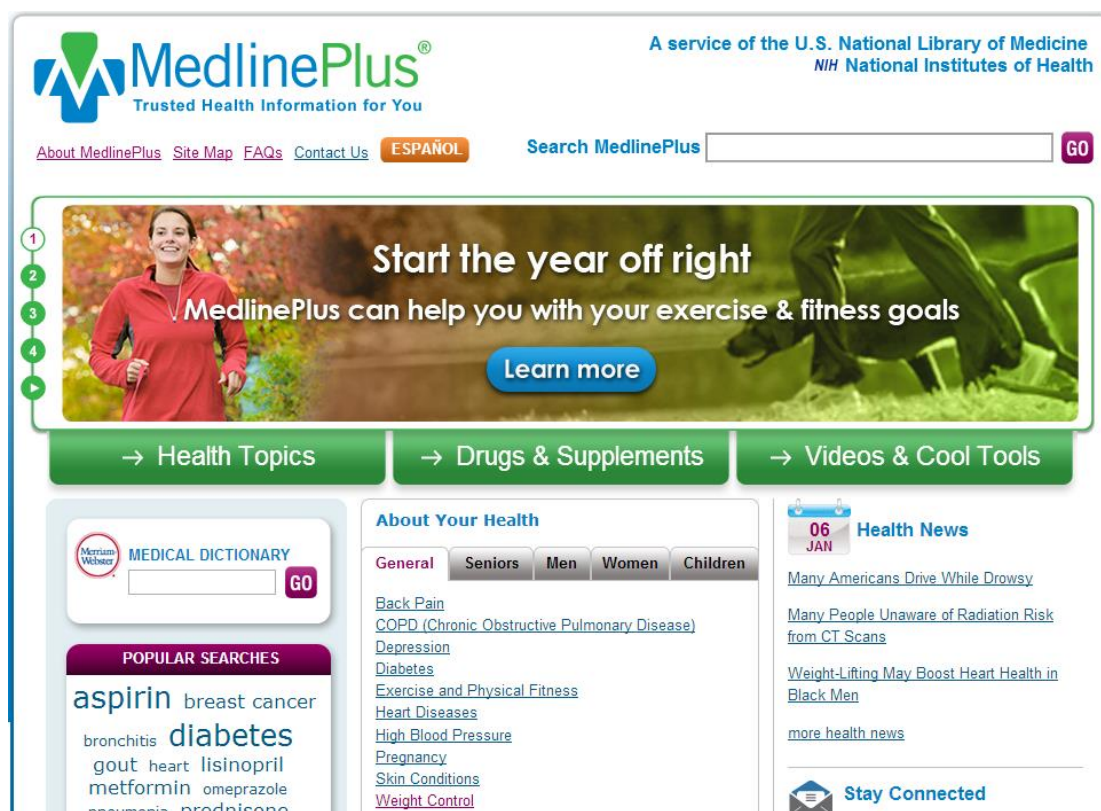 MedlinePlus®
Trusted Health Information for You
A service of the U.S. National Library of Medicine
NIH National Institutes of Health
About MedlinePlus Site Map FAQs Contact Us ESPAÑOL
Search MedlinePlus GO
1
2
3
4
Start the year off right
MedlinePlus can help you with your exercise & fitness goals
Learn more
→ Health Topics
→ Drugs & Supplements
→ Videos & Cool Tools
Merriam-
Webster
MEDICAL DICTIONARY
GO
POPULAR SEARCHES
aspirin breast cancer
bronchitis diabetes
gout heart lisinopril
metformin omeprazole
pneumonia prednisone
About Your Health
General Seniors Men Women Children
Back Pain
COPD (Chronic Obstructive Pulmonary Disease)
Depression
Diabetes
Exercise and Physical Fitness
Heart Diseases
High Blood Pressure
Pregnancy
Skin Conditions
Weight Control
06
JAN
Health News
Many Americans Drive While Drowsy
Many People Unaware of Radiation Risk
from CT Scans
Weight-Lifting May Boost Heart Health in
Black Men
more health news
Stay Connected